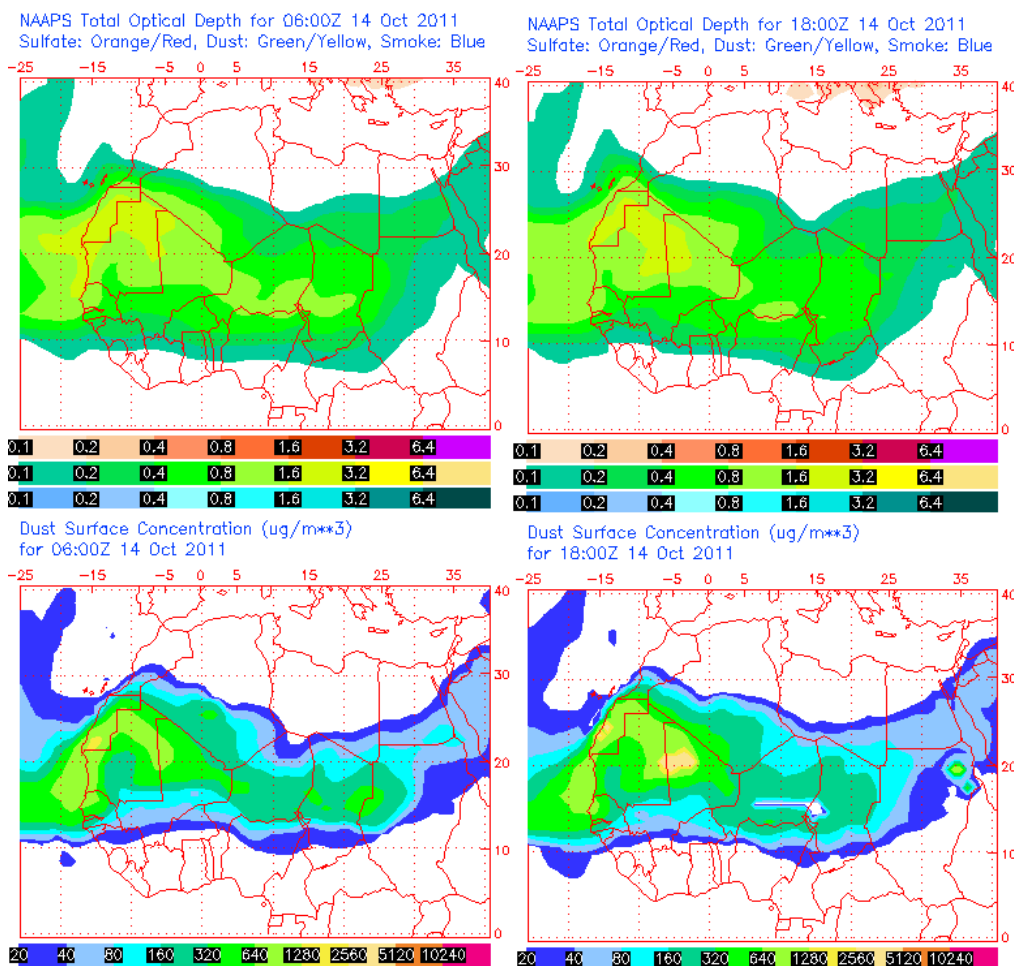 NAAPS Total Optical Depth for 06:00Z 14 Oct 2011
Sulfate: Orange/Red, Dust: Green/Yellow, Smoke: Blue
-25 -15 -5 0 5 15 25 35
40
30
20
10
0
0.1 0.2 0.4 0.8 1.6 3.2 6.4
0.1 0.2 0.4 0.8 1.6 3.2 6.4
0.1 0.2 0.4 0.8 1.6 3.2 6.4
NAAPS Total Optical Depth for 18:00Z 14 Oct 2011
Sulfate: Orange/Red, Dust: Green/Yellow, Smoke: Blue
-25 -15 -5 0 5 15 25 35
40
30
20
10
0
0.1 0.2 0.4 0.8 1.6 3.2 6.4
0.1 0.2 0.4 0.8 1.6 3.2 6.4
0.1 0.2 0.4 0.8 1.6 3.2 6.4
Dust Surface Concentration (ug/m**3)
for 06:00Z 14 Oct 2011
-25 -15 -5 0 5 15 25 35
40
30
20
10
0
20 40 80 160 320 640 1280 2560 5120 10240
Dust Surface Concentration (ug/m**3)
for 18:00Z 14 Oct 2011
-25 -15 -5 0 5 15 25 35
40
30
20
10
0
20 40 80 160 320 640 1280 2560 5120 10240